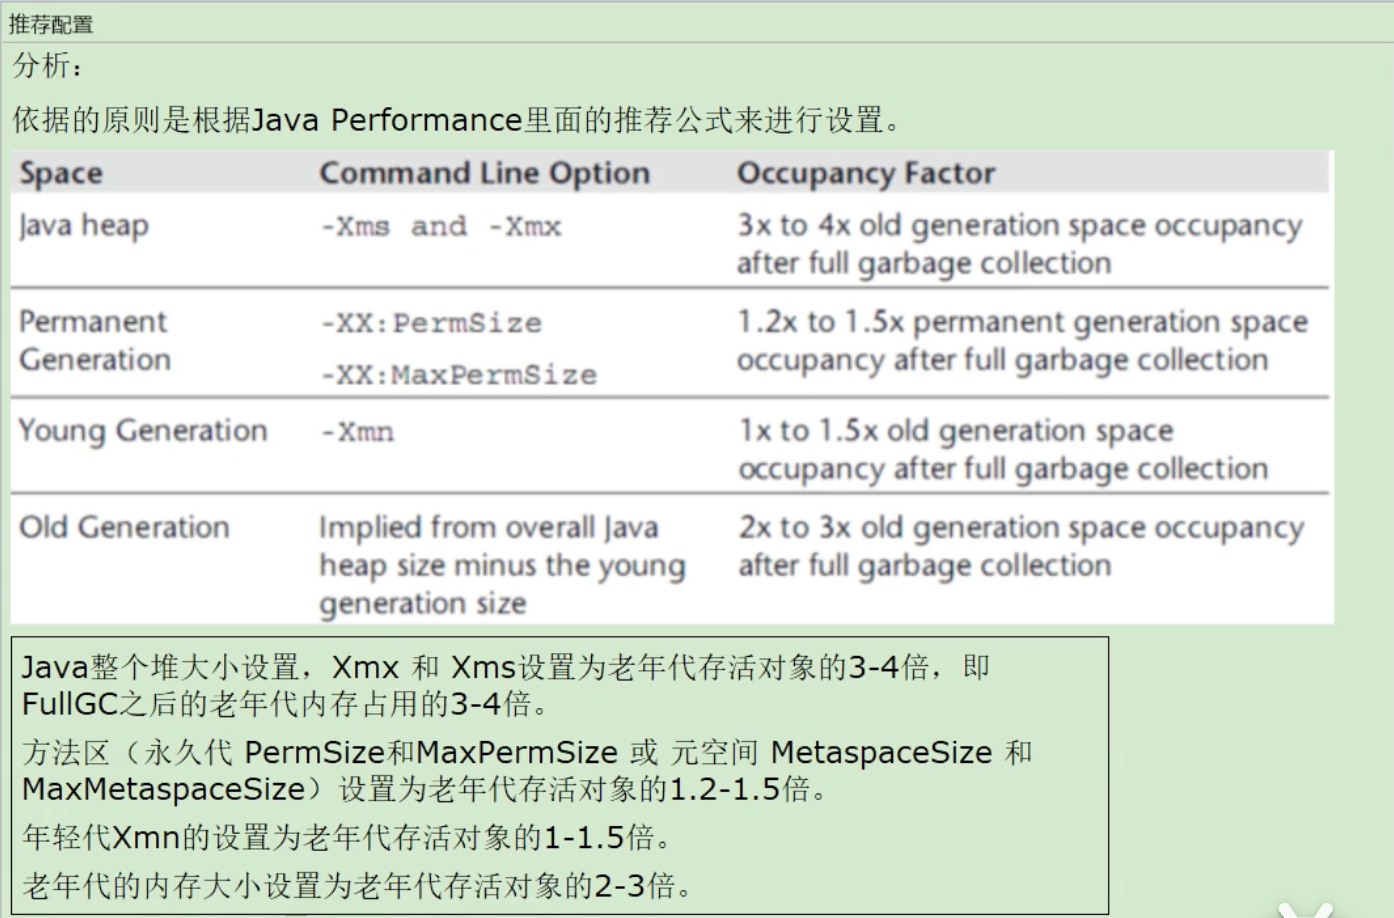 推荐配置
分析：
依据的原则是根据Java Performance里面的推荐公式来进行设置。
Space Command Line Option Occupancy Factor
Java heap -Xms and -Xmx 3x to 4x old generation space occupancy
after full garbage collection
Permanent -XX:PermSize 1.2x to 1.5x permanent generation space
Generation -XX:MaxPermSize occupancy after full garbage collection
Young Generation -Xmn 1x to 1.5x old generation space
occupancy after full garbage collection
Old Generation Implied from overall Java 2x to 3x old generation space occupancy
heap size minus the young after full garbage collection
generation size
Java整个堆大小设置，Xmx 和 Xms设置为老年代存活对象的3-4倍，即
FullGC之后的老年代内存占用的3-4倍。
方法区（永久代 PermSize和MaxPermSize 或 元空间 MetaspaceSize 和
MaxMetaspaceSize）设置为老年代存活对象的1.2-1.5倍。
年轻代Xmn的设置为老年代存活对象的1-1.5倍。
老年代的内存大小设置为老年代存活对象的2-3倍。